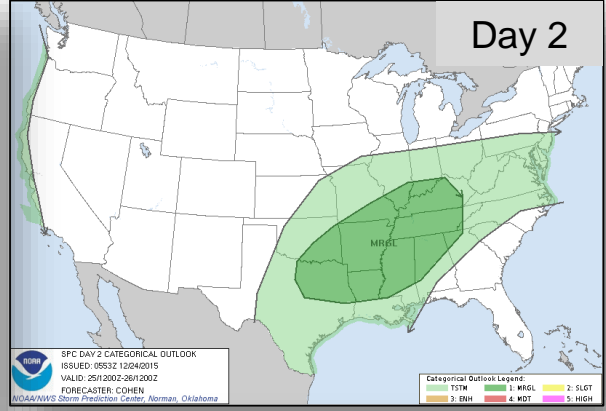 Day 2
MRGL
NOAA
SPC DAY 2 CATEGORICAL OUTLOOK
ISSUED: 0553Z 12/24/2015
VALID: 25/1200Z-26/1200Z
FORECASTER: COHEN
NOAA/NWS Storm Prediction Center, Norman, Oklahoma
Categorical Outlook Legend:
TSTM 1: MRGL 2: SLGT
3: ENH 4: MDT 5: HIGH